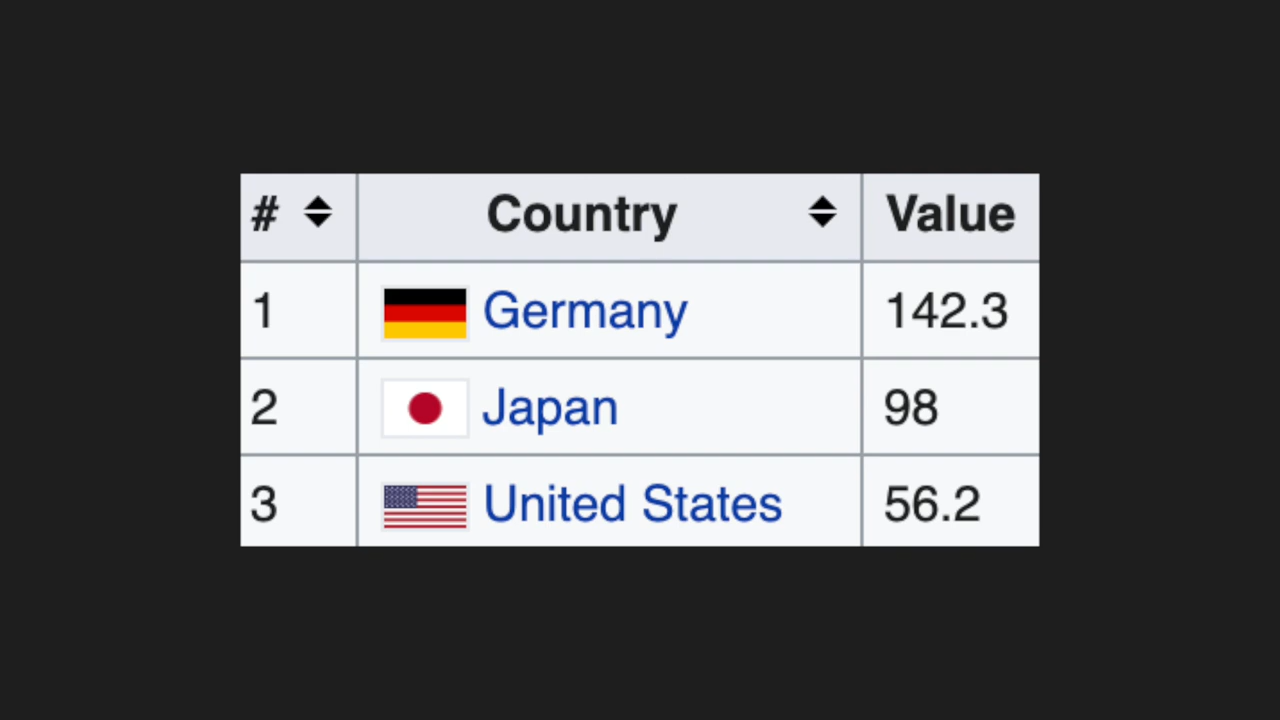 # Country Value
1 Germany 142.3
2 Japan 98
3 United States 56.2